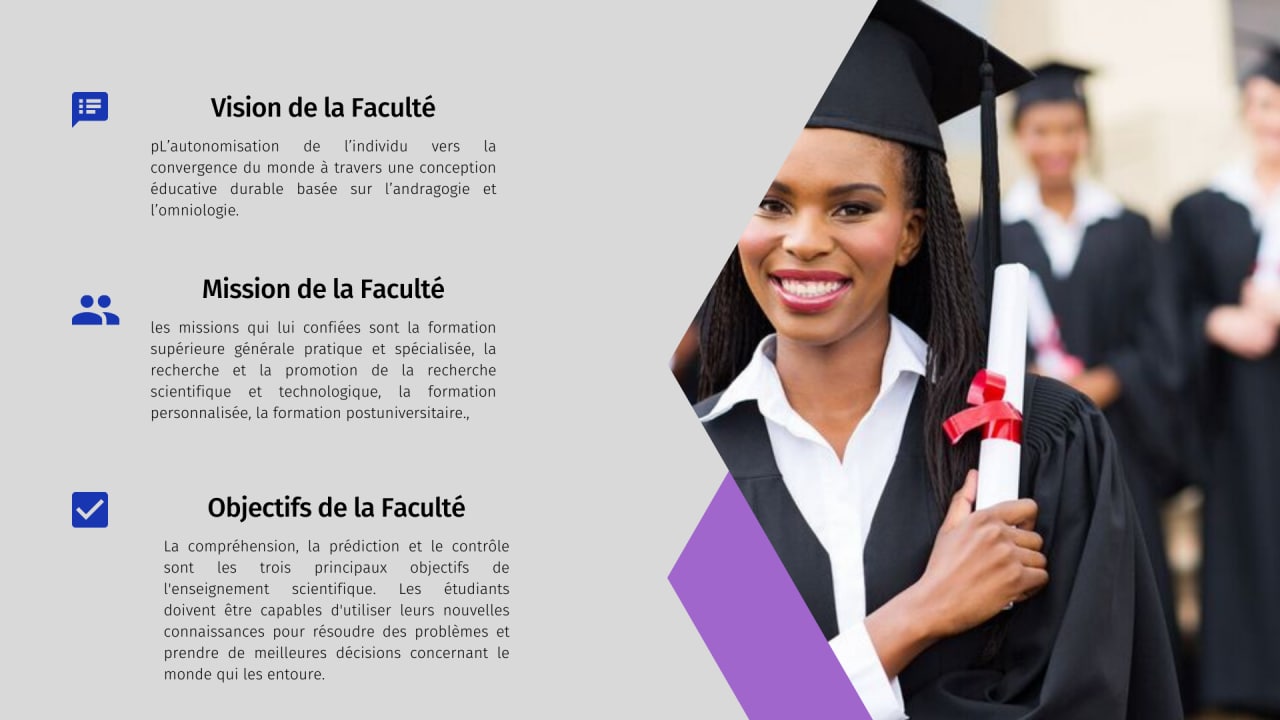 Vision de la Faculté
pL’autonomisation de l’individu vers la
convergence du monde à travers une conception
éducative durable basée sur l’andragogie et
l’omniologie.
Mission de la Faculté
les missions qui lui confiées sont la formation
supérieure générale pratique et spécialisée, la
recherche et la promotion de la recherche
scientifique et technologique, la formation
personnalisée, la formation postuniversitaire.,
Objectifs de la Faculté
La compréhension, la prédiction et le contrôle
sont les trois principaux objectifs de
l'enseignement scientifique. Les étudiants
doivent être capables d'utiliser leurs nouvelles
connaissances pour résoudre des problèmes et
prendre de meilleures décisions concernant le
monde qui les entoure.